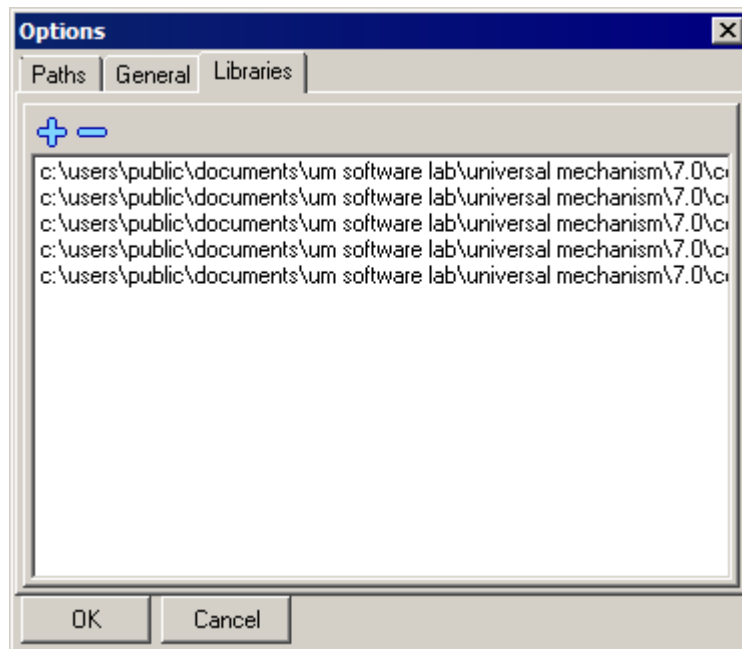 Options
Paths General Libraries
c:\users\public\documents\um software lab\universal mechanism\7.0\c
c:\users\public\documents\um software lab\universal mechanism\7.0\c
c:\users\public\documents\um software lab\universal mechanism\7.0\c
c:\users\public\documents\um software lab\universal mechanism\7.0\c
c:\users\public\documents\um software lab\universal mechanism\7.0\c
OK Cancel